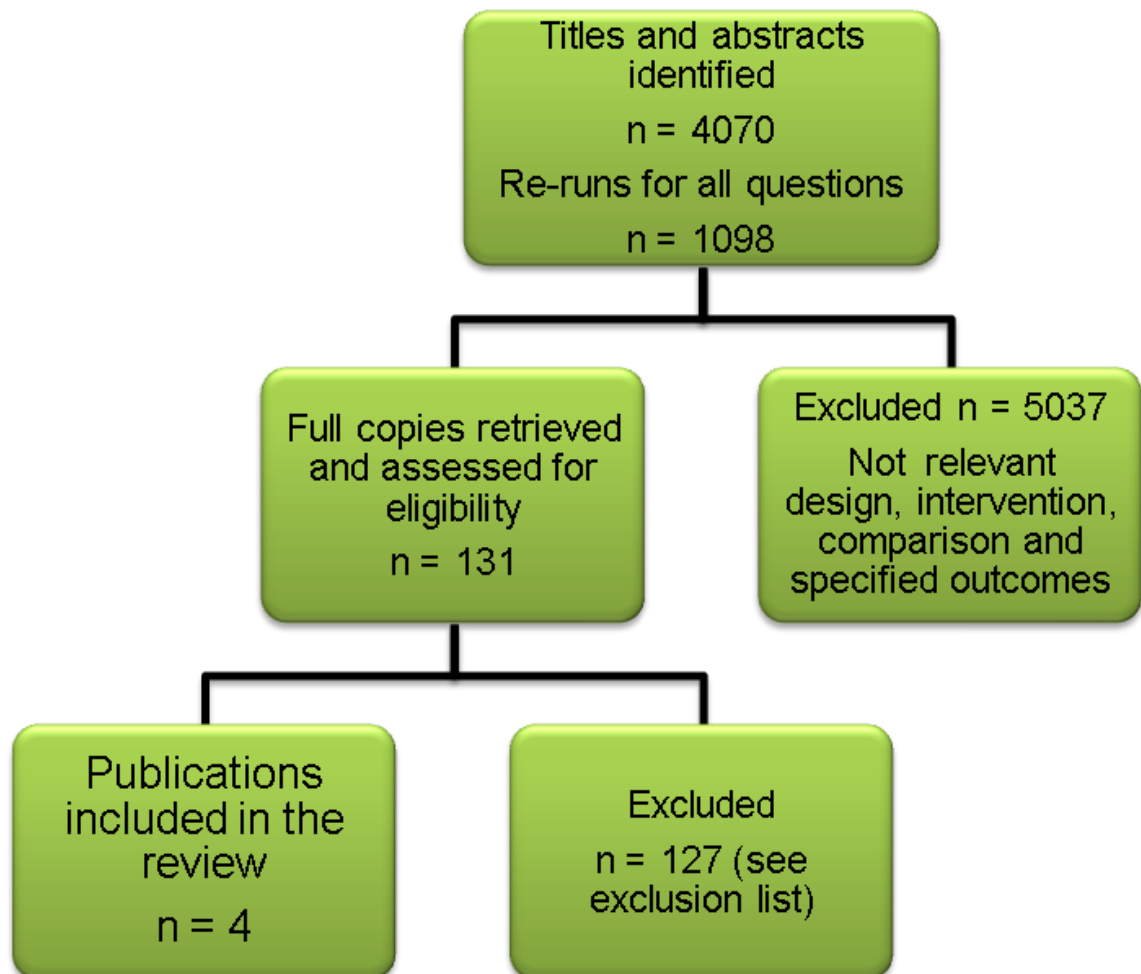 Titles and abstracts
identified
n = 4070
Re-runs for all questions
n = 1098
Full copies retrieved
and assessed for
eligibility
n = 131
Excluded n = 5037
Not relevant
design, intervention,
comparison and
specified outcomes
Publications
included in the
review
n = 4
Excluded
n = 127 (see
exclusion list)